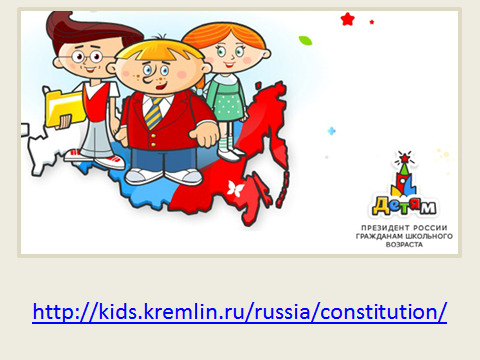 Детям
ПРЕЗИДЕНТ РОССИИ
ГРАЖДАНАМ ШКОЛЬНОГО
ВОЗРАСТА
http://kids.kremlin.ru/russia/constitution/